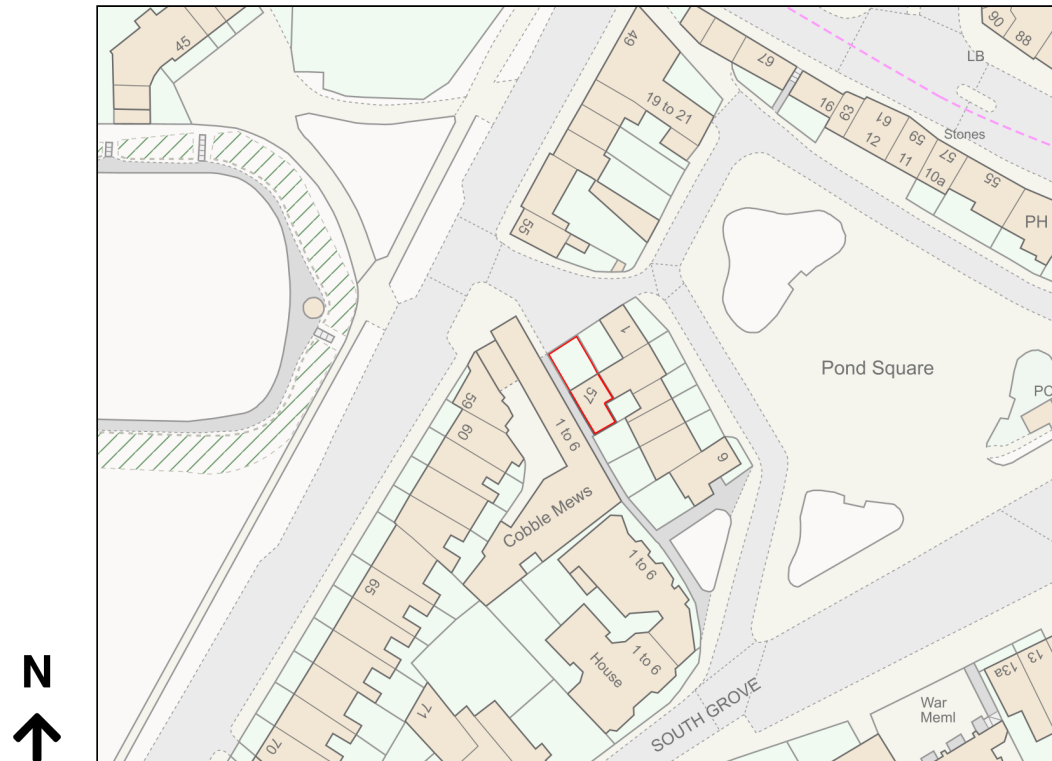 45
49
19 to 21
55
67
16
63
61
12
59
11
57
10a
55
90
88
LB
Stones
PH
Pond Square
PC
1
57
6
59
60
1 to 6
Cobble Mews
65
1 to 6
1 to 6
House
71
70
SOUTH GROVE
War
Meml
13a
13
N